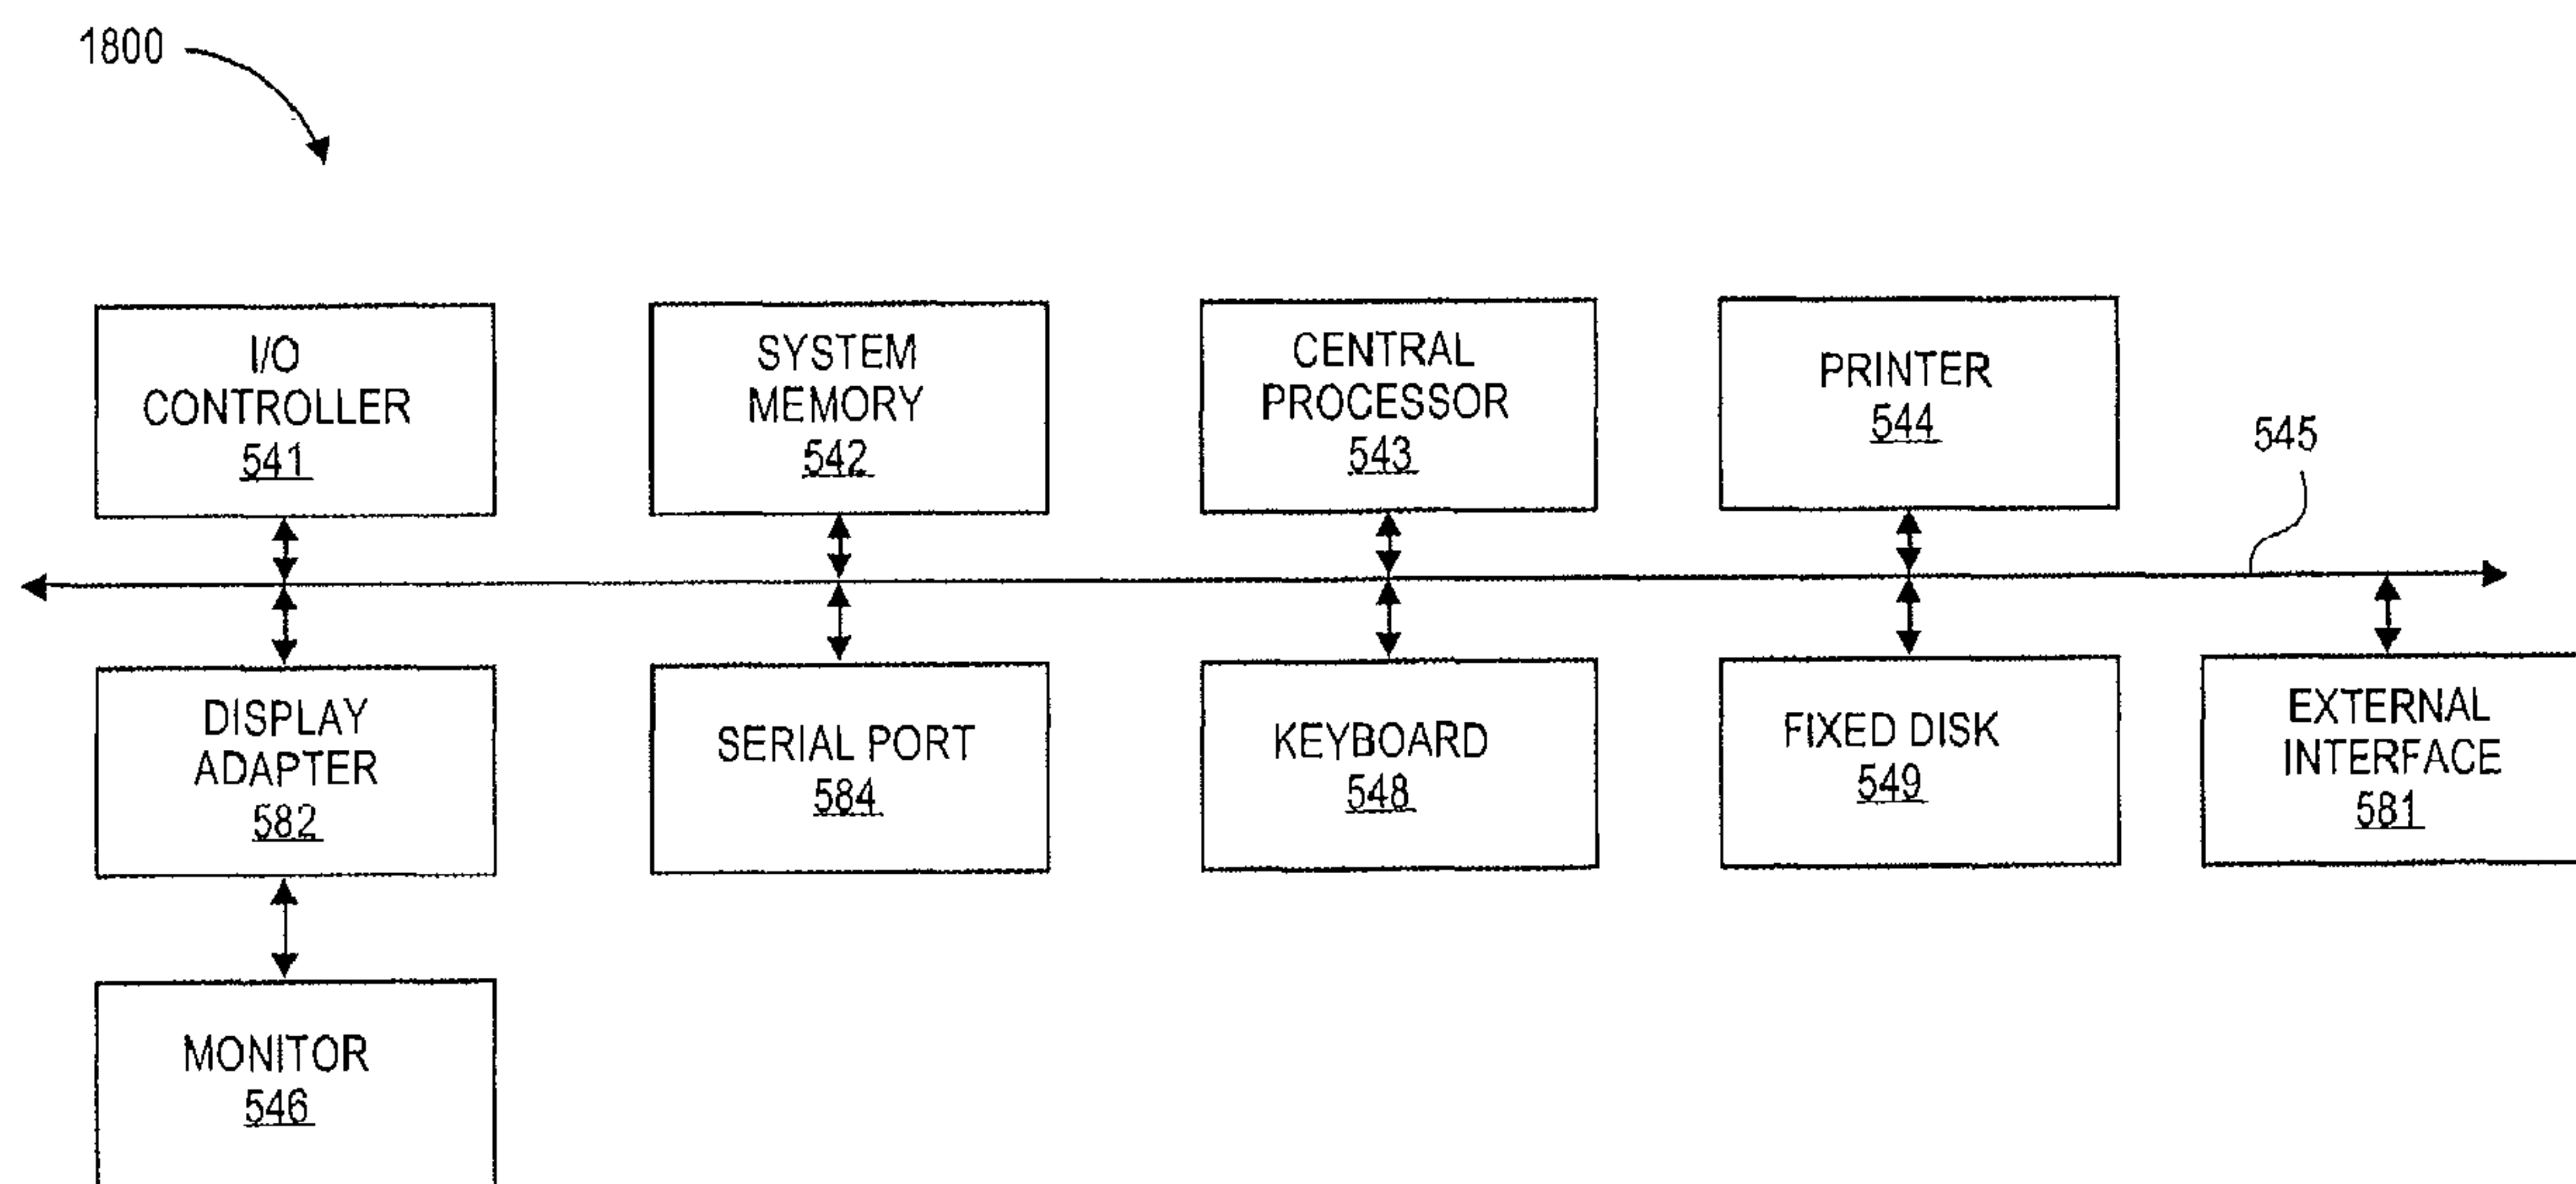 1800
I/O
CONTROLLER
541
SYSTEM
MEMORY
542
CENTRAL
PROCESSOR
543
PRINTER
544
545
DISPLAY
ADAPTER
582
SERIAL PORT
584
KEYBOARD
548
FIXED DISK
549
EXTERNAL
INTERFACE
581
MONITOR
546